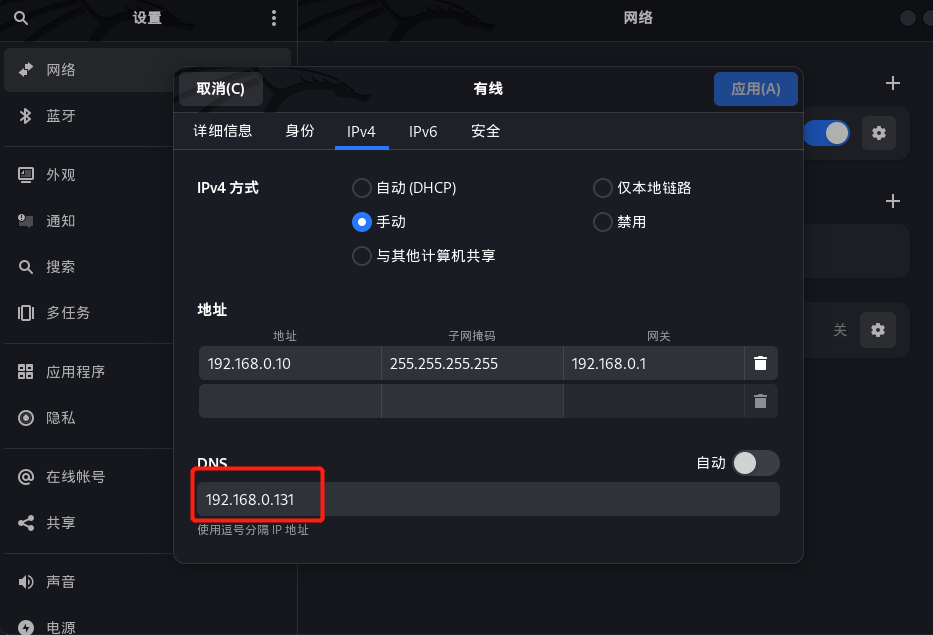 设置
网络
网络
蓝牙
外观
通知
搜索
多任务
应用程序
隐私
在线帐号
共享
声音
电源
取消(C)
有线
应用(A)
详细信息 身份 IPv4 IPv6 安全
IPv4 方式
自动 (DHCP)
仅本地链路
手动
禁用
与其他计算机共享
地址
地址 子网掩码 网关
192.168.0.10 255.255.255.255 192.168.0.1
DNS
自动
192.168.0.131
使用逗号分隔 IP 地址
关